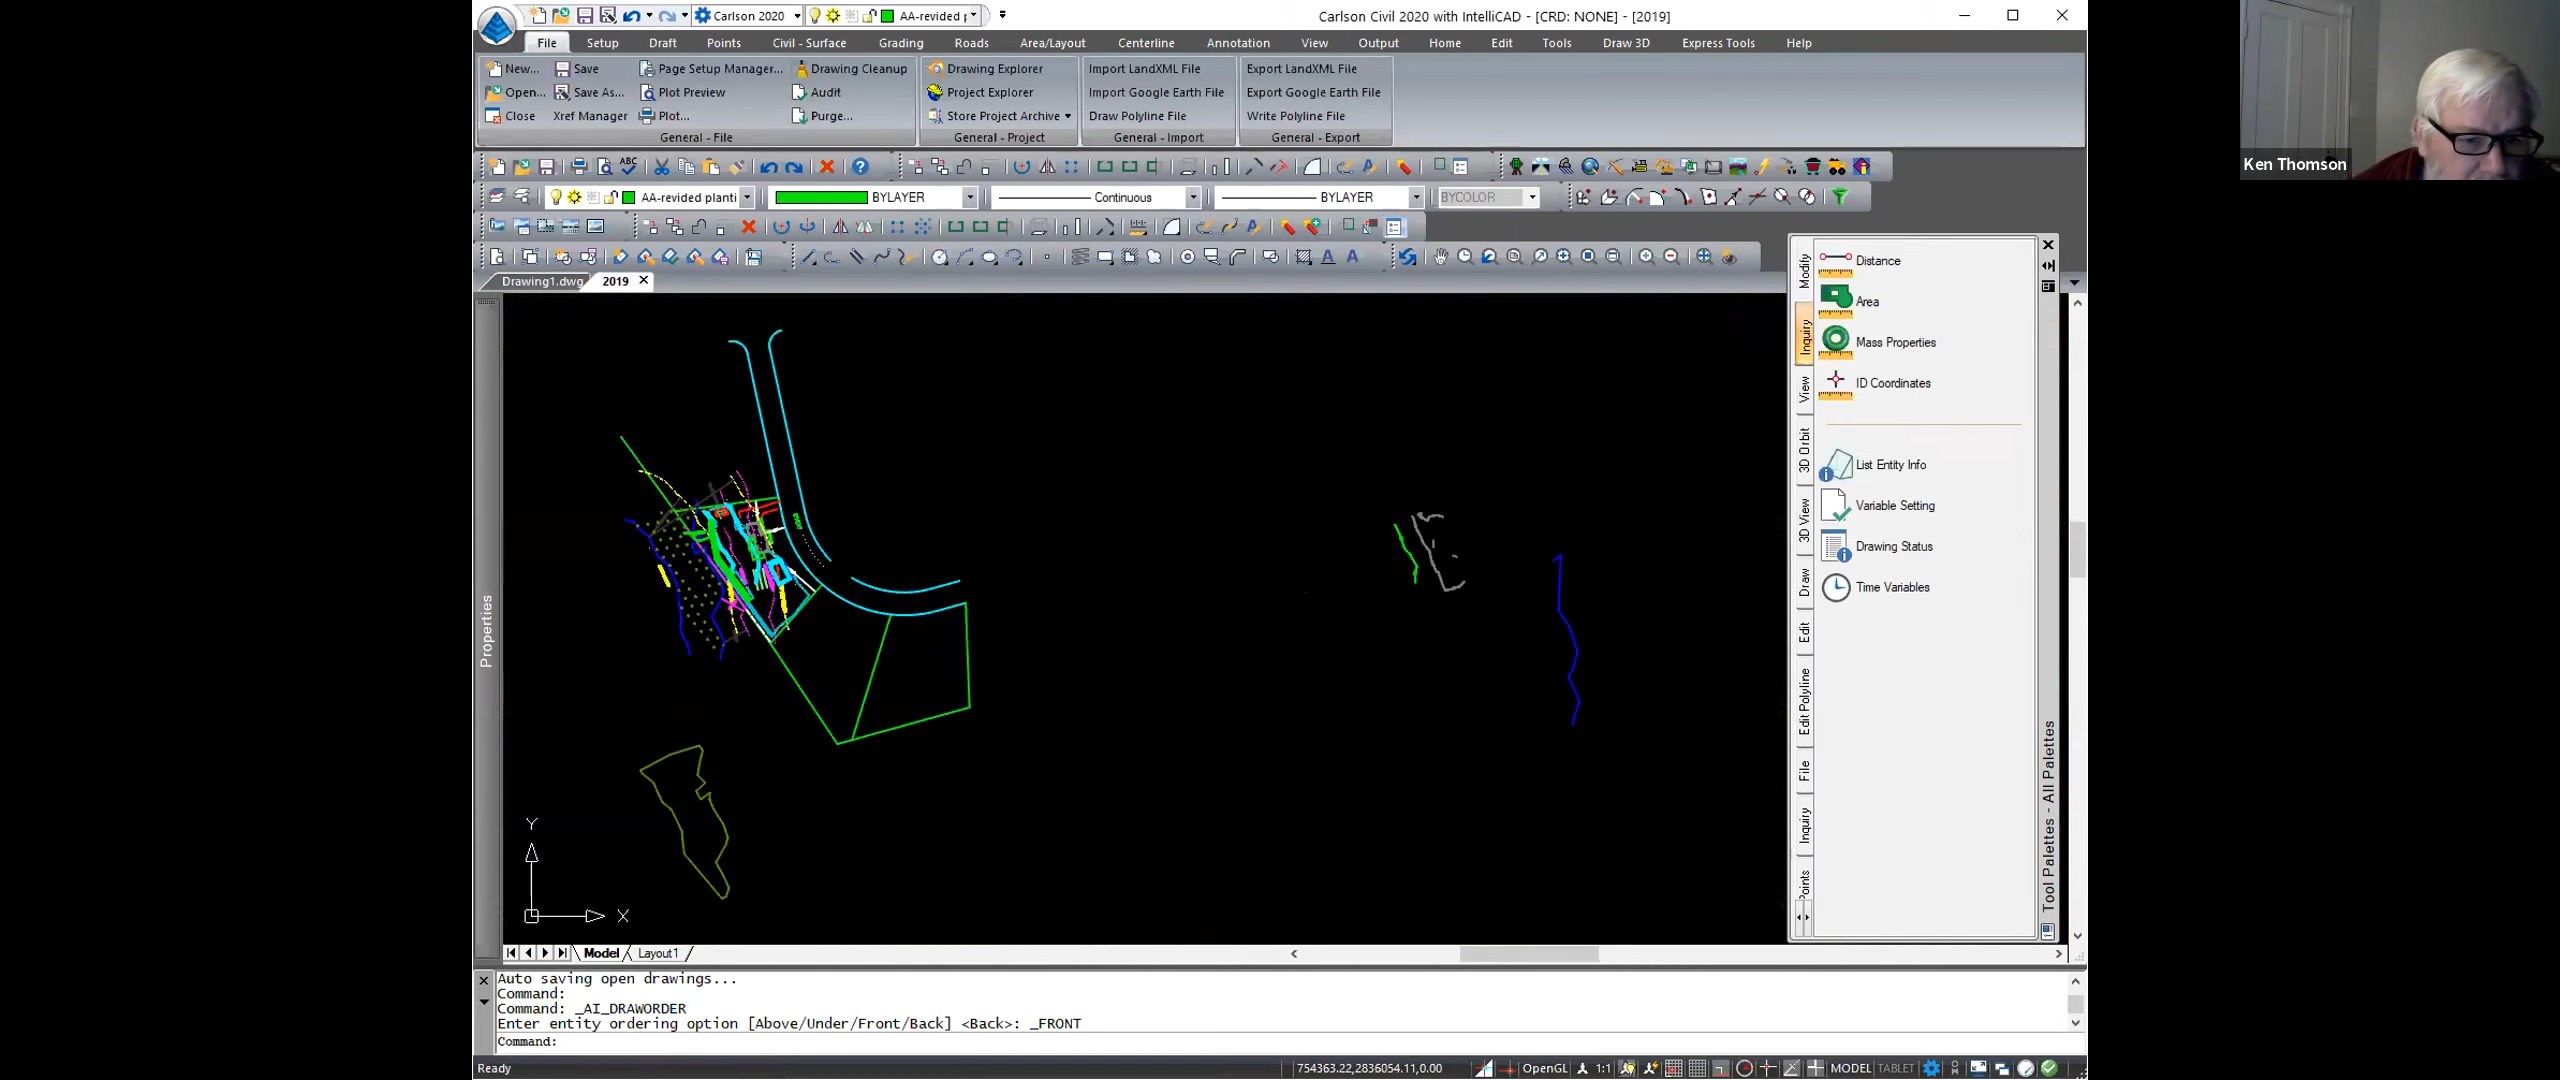 Carlson 2020
AA-revided p
Carlson Civil 2020 with IntelliCAD - [CRD: NONE] - [2019]
File Setup Draft Points Civil - Surface Grading Roads Area/Layout Centerline Annotation View Output Home Edit Tools Draw 3D Express Tools Help
New... Save Page Setup Manager... Drawing Cleanup Drawing Explorer Import LandXML File Export LandXML File
Open... Save As... Plot Preview Audit Project Explorer Import Google Earth File Export Google Earth File
Close Xref Manager Plot... Purge... Store Project Archive Draw Polyline File Write Polyline File
General - File General - Project General - Import General - Export
Ken Thomson
ABC
AA-revided planti BYLAYER Continuous BYLAYER BYCOLOR
Drawing1.dwg 2019
Properties
Modify
Inquiry
View
3D Orbit
3D View
Draw
Edit
Edit Polyline
File
Inquiry
Points
Distance
Area
Mass Properties
ID Coordinates
List Entity Info
Variable Setting
Drawing Status
Time Variables
Tool Palettes - All Palettes
Y
X
Model Layout1
Auto saving open drawings...
Command:
Command: _AI_DRAWORDER
Enter entity ordering option [Above/Under/Front/Back] <Back>: _FRONT
Command:
Ready 754363.22,2836054.11,0.00 OpenGL 1:1 MODEL TABLET